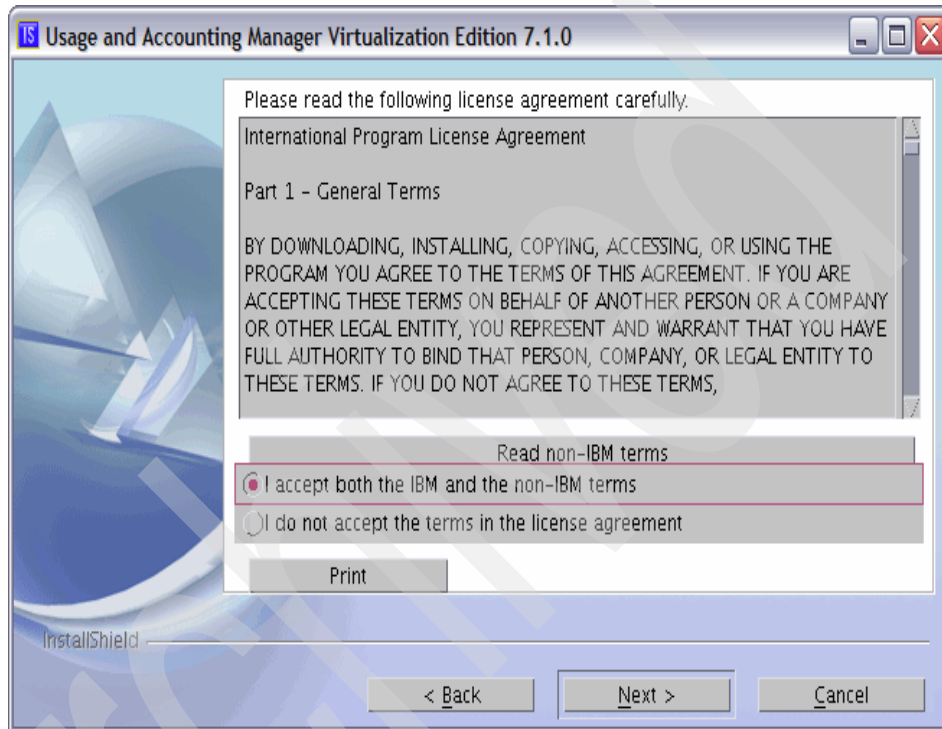 IS Usage and Accounting Manager Virtualization Edition 7.1.0
Please read the following license agreement carefully.
International Program License Agreement
Part 1 – General Terms
BY DOWNLOADING, INSTALLING, COPYING, ACCESSING, OR USING THE
PROGRAM YOU AGREE TO THE TERMS OF THIS AGREEMENT. IF YOU ARE
ACCEPTING THESE TERMS ON BEHALF OF ANOTHER PERSON OR A COMPANY
OR OTHER LEGAL ENTITY, YOU REPRESENT AND WARRANT THAT YOU HAVE
FULL AUTHORITY TO BIND THAT PERSON, COMPANY, OR LEGAL ENTITY TO
THESE TERMS. IF YOU DO NOT AGREE TO THESE TERMS,
Read non-IBM terms
I accept both the IBM and the non-IBM terms
I do not accept the terms in the license agreement
Print
InstallShield
< Back
Next >
Cancel